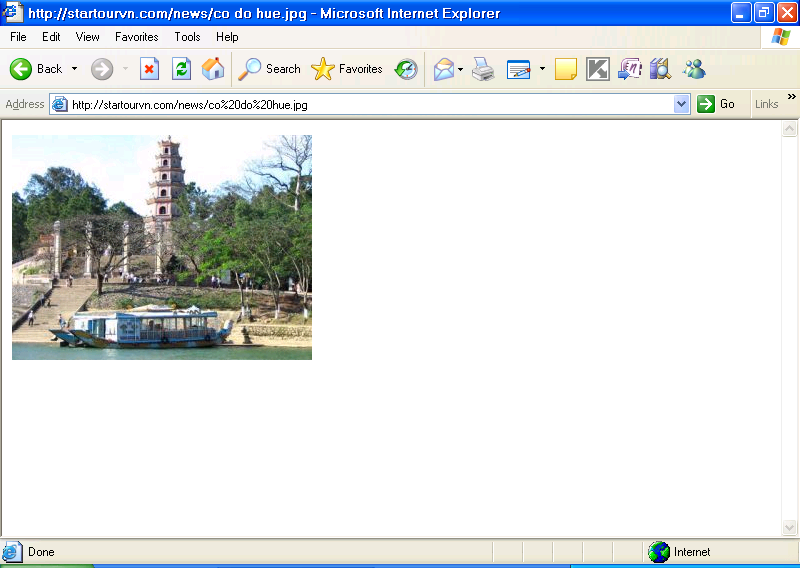 http://startourvn.com/news/co do hue.jpg - Microsoft Internet Explorer
File Edit View Favorites Tools Help
Back Search Favorites
Address http://startourvn.com/news/co%20do%20hue.jpg Go Links
Done Internet